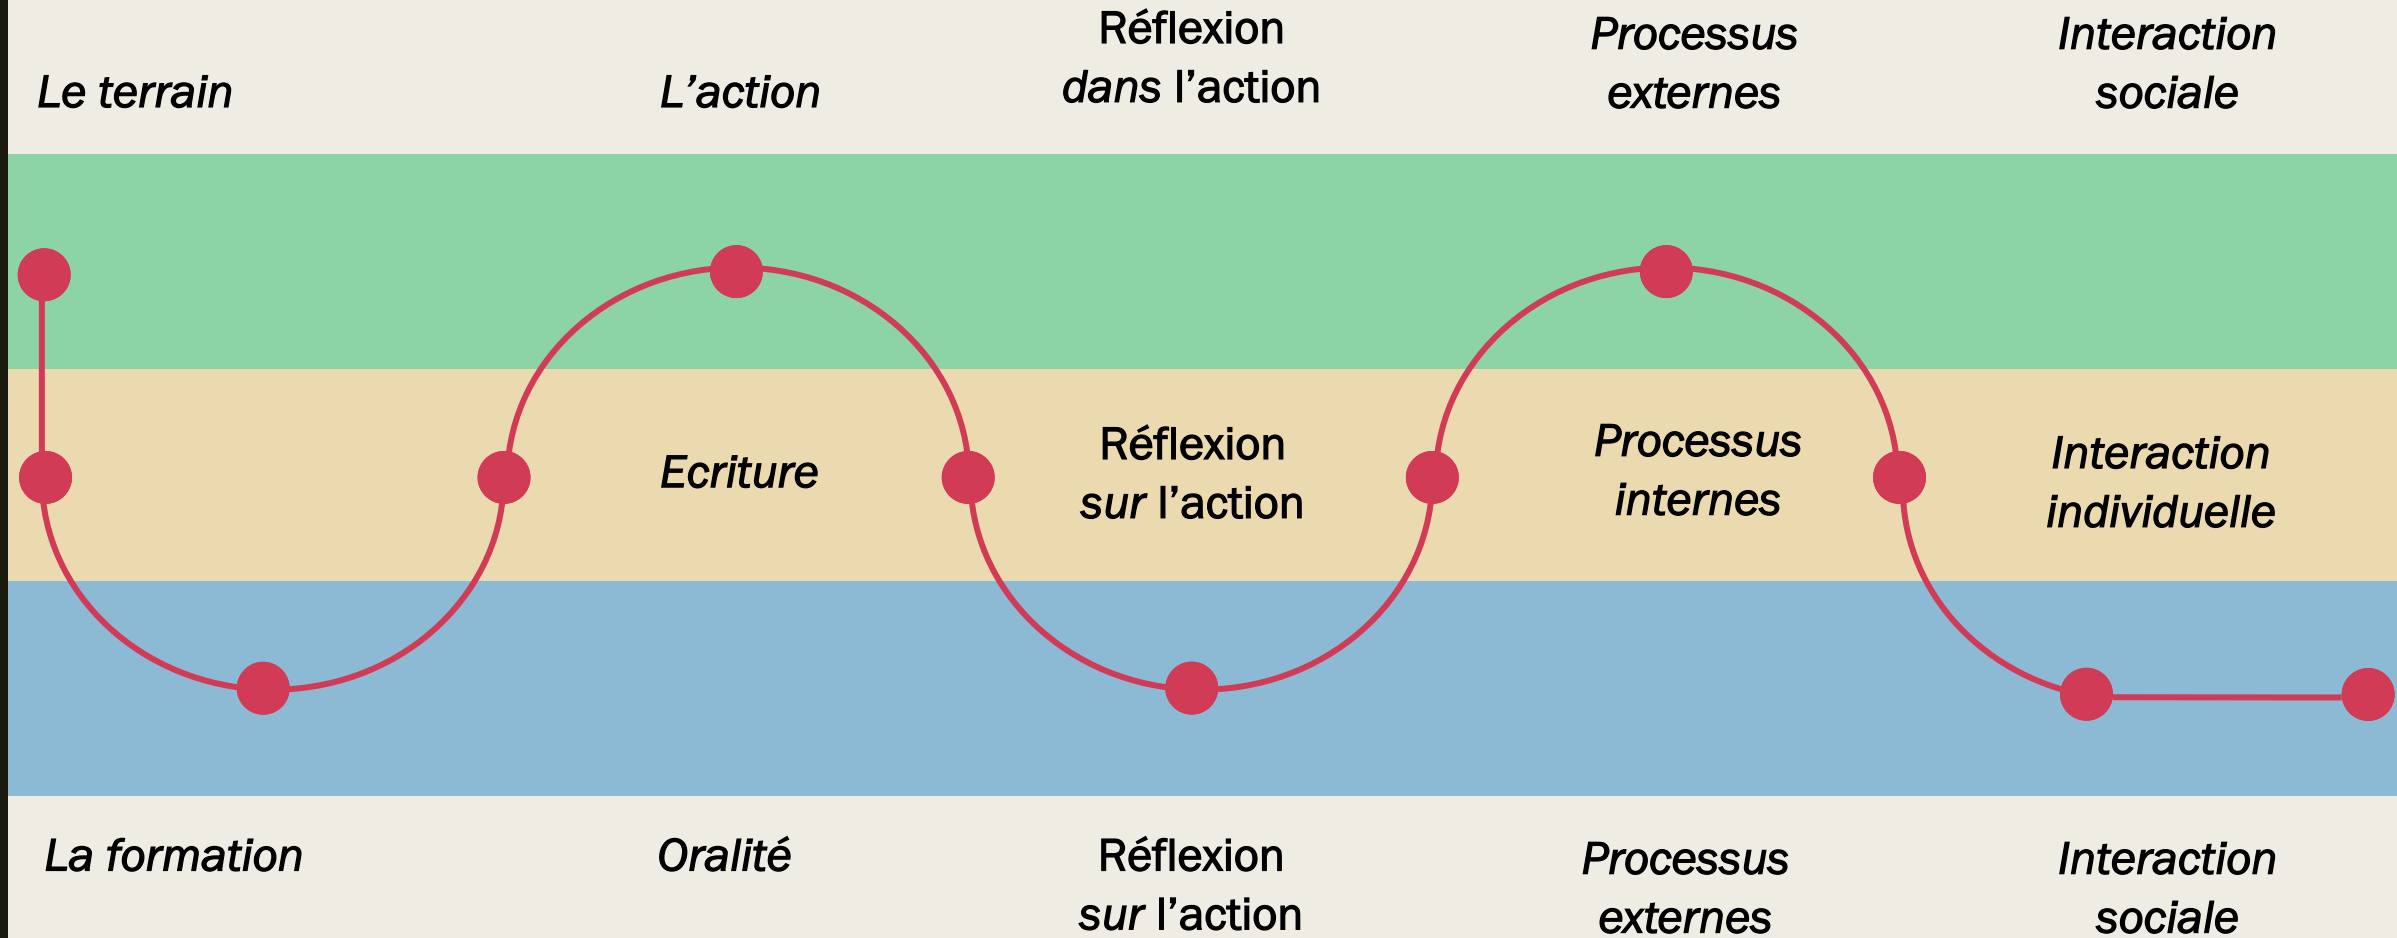 Le terrain
L’action
Réflexion
dans l’action
Processus
externes
Interaction
sociale
Ecriture
Réflexion
sur l’action
Processus
internes
Interaction
individuelle
La formation
Oralité
Réflexion
sur l’action
Processus
externes
Interaction
sociale